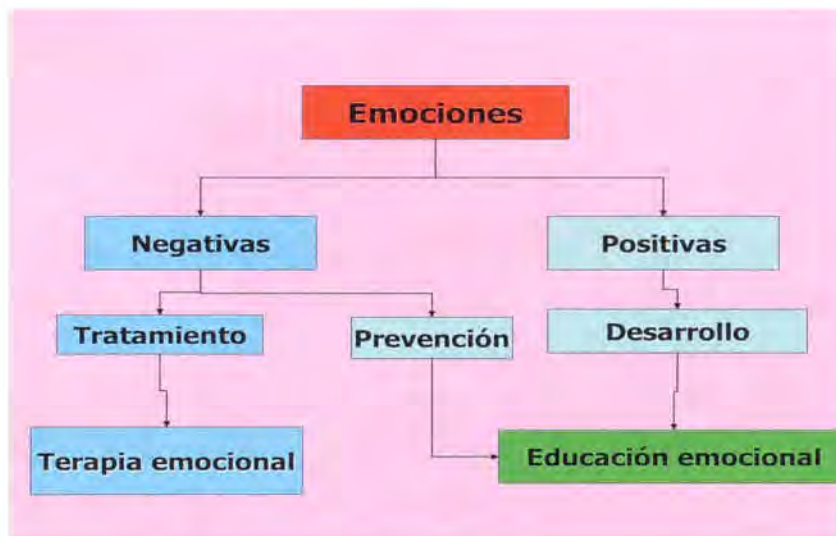 Emociones
Negativas
Positivas
Tratamiento
Prevención
Desarrollo
Terapia emocional
Educación emocional